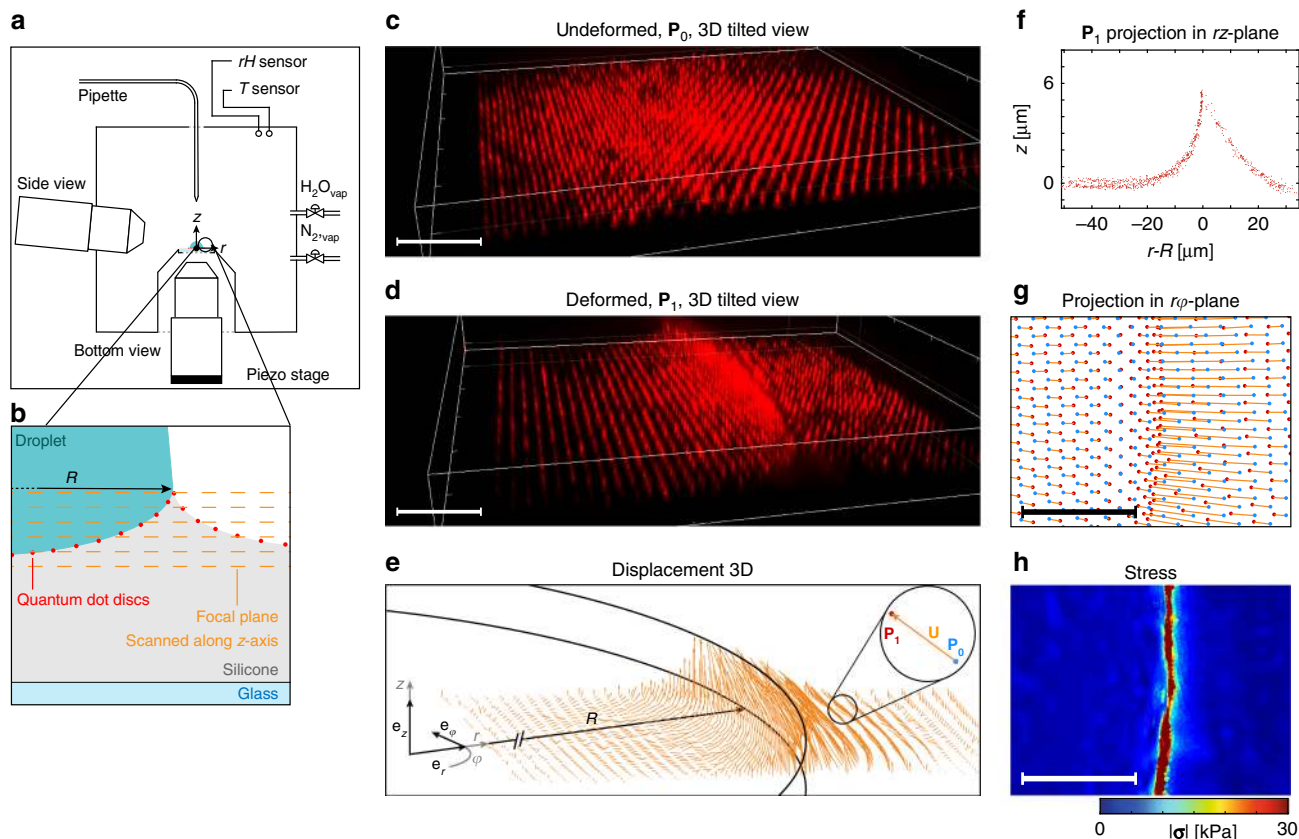 a
rH sensor
T sensor
Pipette
Side view
H2Ovap
N2,vap
z
r
Bottom view
Piezo stage
b
Droplet
R
Quantum dot discs
Focal plane
Scanned along z-axis
Silicone
Glass
c
Undeformed, P0, 3D tilted view
d
Deformed, P1, 3D tilted view
e
Displacement 3D
P1
U
P0
z
R
ez
eφ
r
φ
er
f
P1 projection in rz-plane
6
z [μm]
0
−40
−20
0
20
r-R [μm]
g
Projection in rφ-plane
h
Stress
0
|σ| [kPa]
30